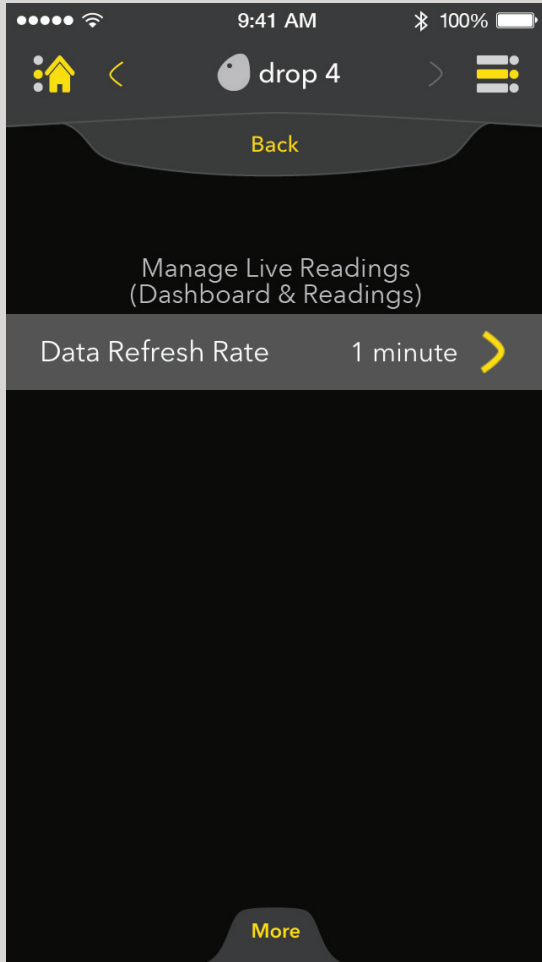 9:41 AM
100%
drop 4
Back
Manage Live Readings
(Dashboard & Readings)
Data Refresh Rate 1 minute
More